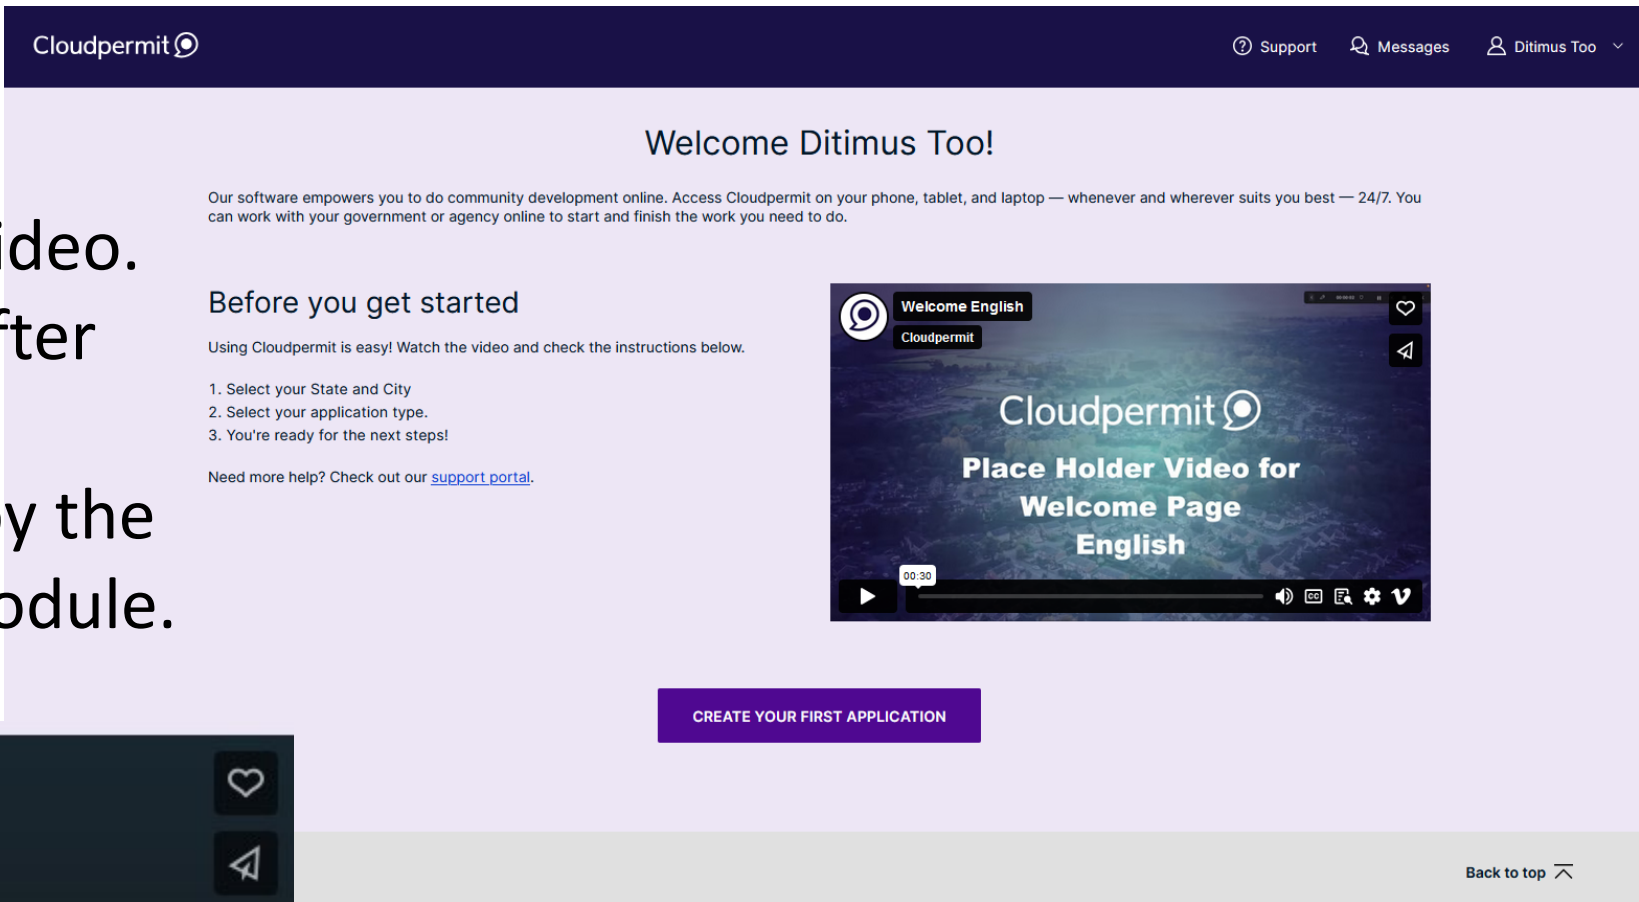 Cloudpermit
Support
Messages
Ditimus Too
Welcome Ditimus Too!
Our software empowers you to do community development online. Access Cloudpermit on your phone, tablet, and laptop — whenever and wherever suits you best — 24/7. You
can work with your government or agency online to start and finish the work you need to do.
ideo.
fter
by the
odule.
Before you get started
Using Cloudpermit is easy! Watch the video and check the instructions below.
1. Select your State and City
2. Select your application type.
3. You're ready for the next steps!
Need more help? Check out our support portal.
Welcome English
Cloudpermit
Cloudpermit
Place Holder Video for
Welcome Page
English
00:30
CC
CREATE YOUR FIRST APPLICATION
Back to top